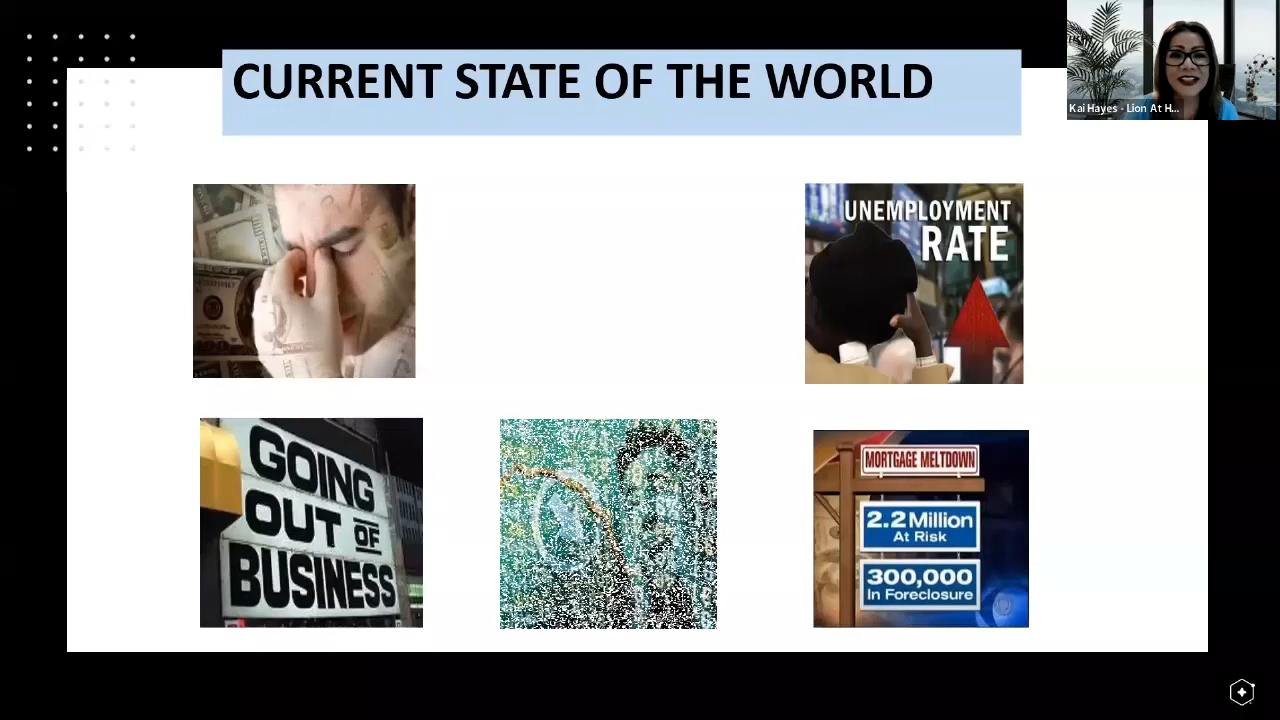 CURRENT STATE OF THE WORLD
Kai Hayes - Lion At H...
UNEMPLOYMENT
RATE
GOING
OUT OF
BUSINESS
MORTGAGE MELTDOWN
2.2 Million
At Risk
300,000
In Foreclosure